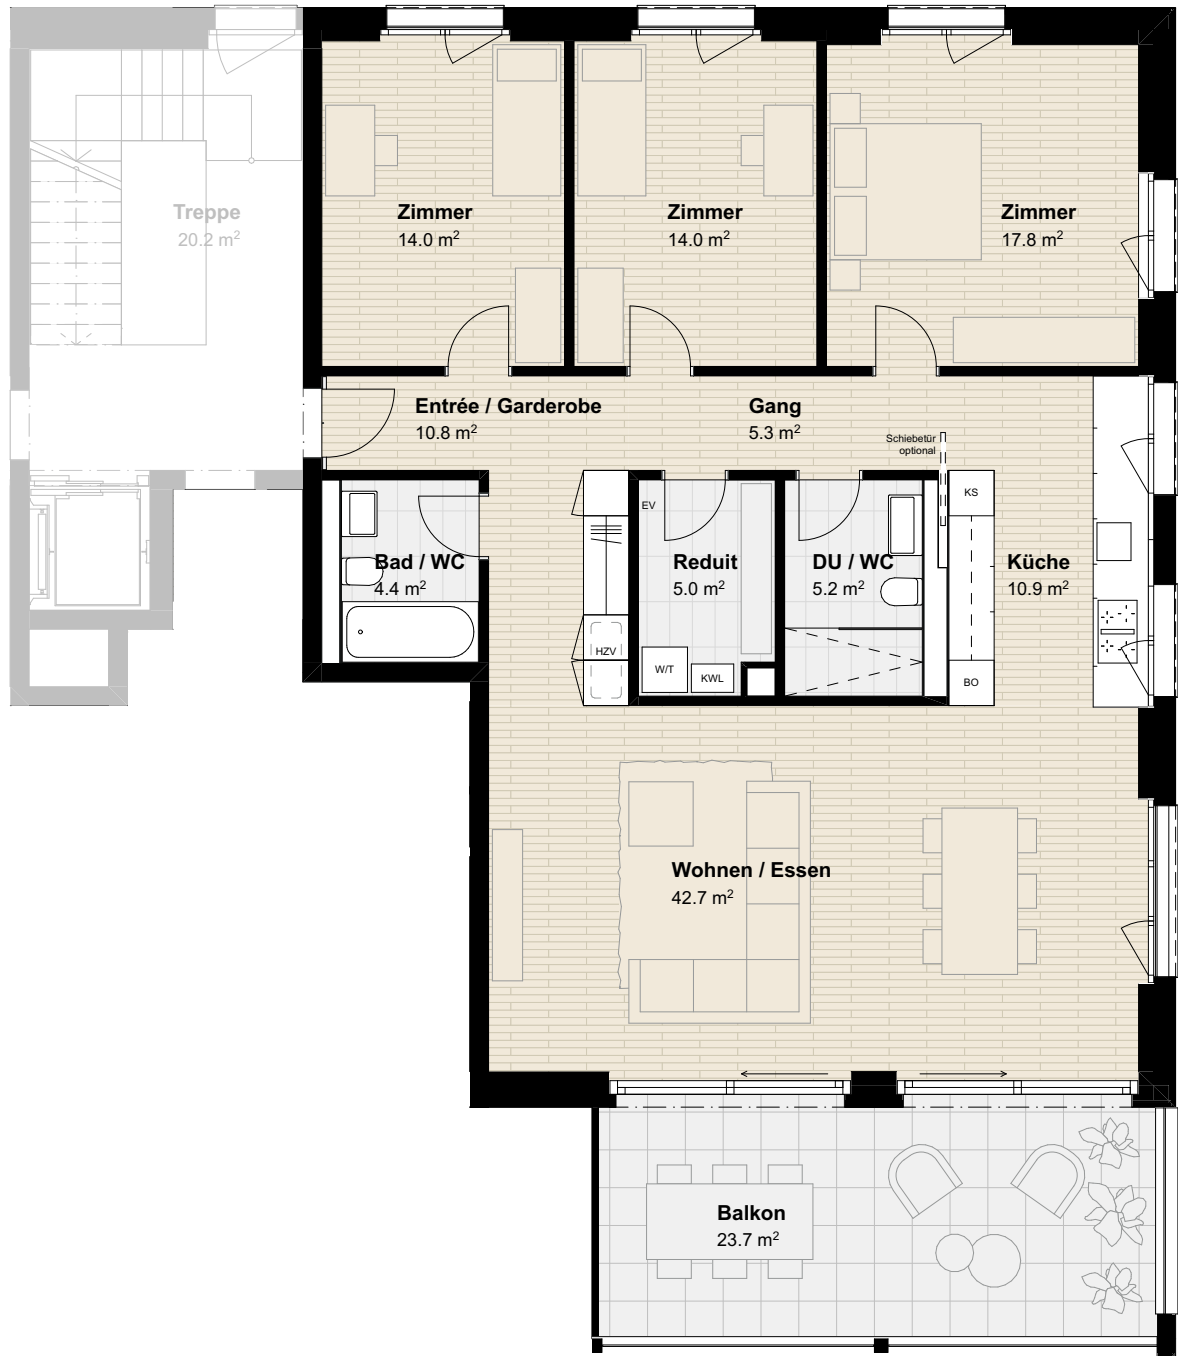 Treppe
20.2 m²
Zimmer
14.0 m²
Zimmer
14.0 m²
Zimmer
17.8 m²
Entrée / Garderobe
10.8 m²
Gang
5.3 m²
Schiebetür
optional
Bad / WC
4.4 m²
HZV
EV
Reduit
5.0 m²
W/T
KWL
DU / WC
5.2 m²
KS
BO
Küche
10.9 m²
Wohnen / Essen
42.7 m²
Balkon
23.7 m²